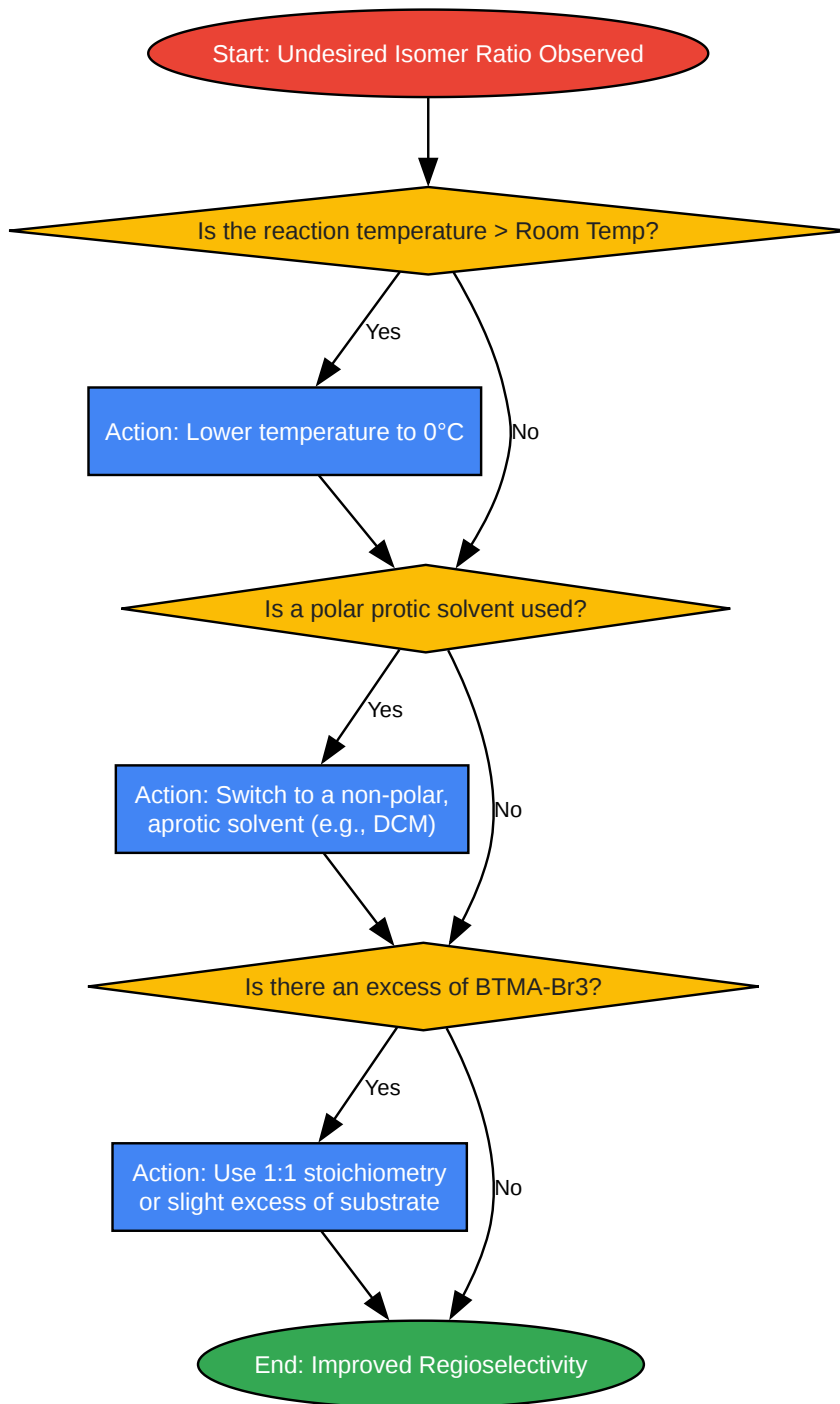 Start: Undesired Isomer Ratio Observed
Is the reaction temperature > Room Temp?
Yes
Action: Lower temperature to 0°C
No
Is a polar protic solvent used?
Yes
Action: Switch to a non-polar,
aprotic solvent (e.g., DCM)
No
Is there an excess of BTMA-Br3?
Yes
Action: Use 1:1 stoichiometry
or slight excess of substrate
No
End: Improved Regioselectivity